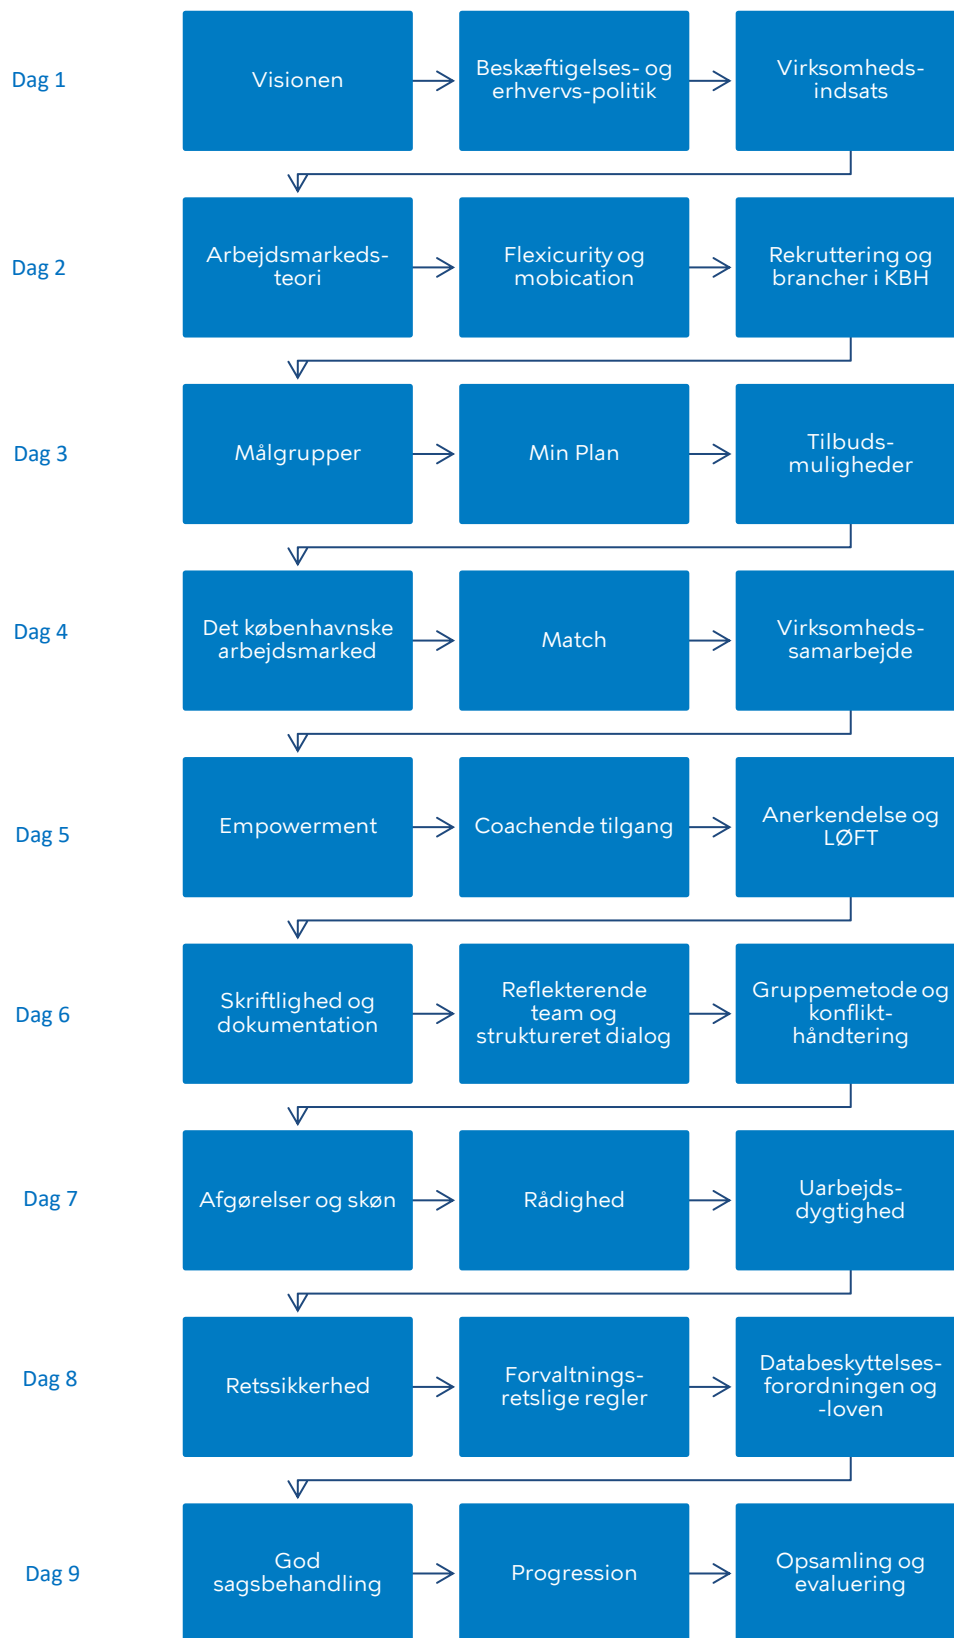 Dag 1
Visionen
Beskæftigelses- og
erhvervs-politik
Virksomheds-
indsats
Dag 2
Arbejdsmarkeds-
teori
Flexicurity og
mobication
Rekruttering og
brancher i KBH
Dag 3
Målgrupper
Min Plan
Tilbuds-
muligheder
Dag 4
Det københavnske
arbejdsmarked
Match
Virksomheds-
samarbejde
Dag 5
Empowerment
Coachende tilgang
Anerkendelse og
LØFT
Dag 6
Skriftlighed og
dokumentation
Reflekterende
team og
struktureret dialog
Gruppemetode og
konflikt-
håndtering
Dag 7
Afgørelser og skøn
Rådighed
Uarbejds-
dygtighed
Dag 8
Retssikkerhed
Forvaltnings-
retslige regler
Databeskyttelses-
forordningen og
-loven
Dag 9
God
sagsbehandling
Progression
Opsamling og
evaluering